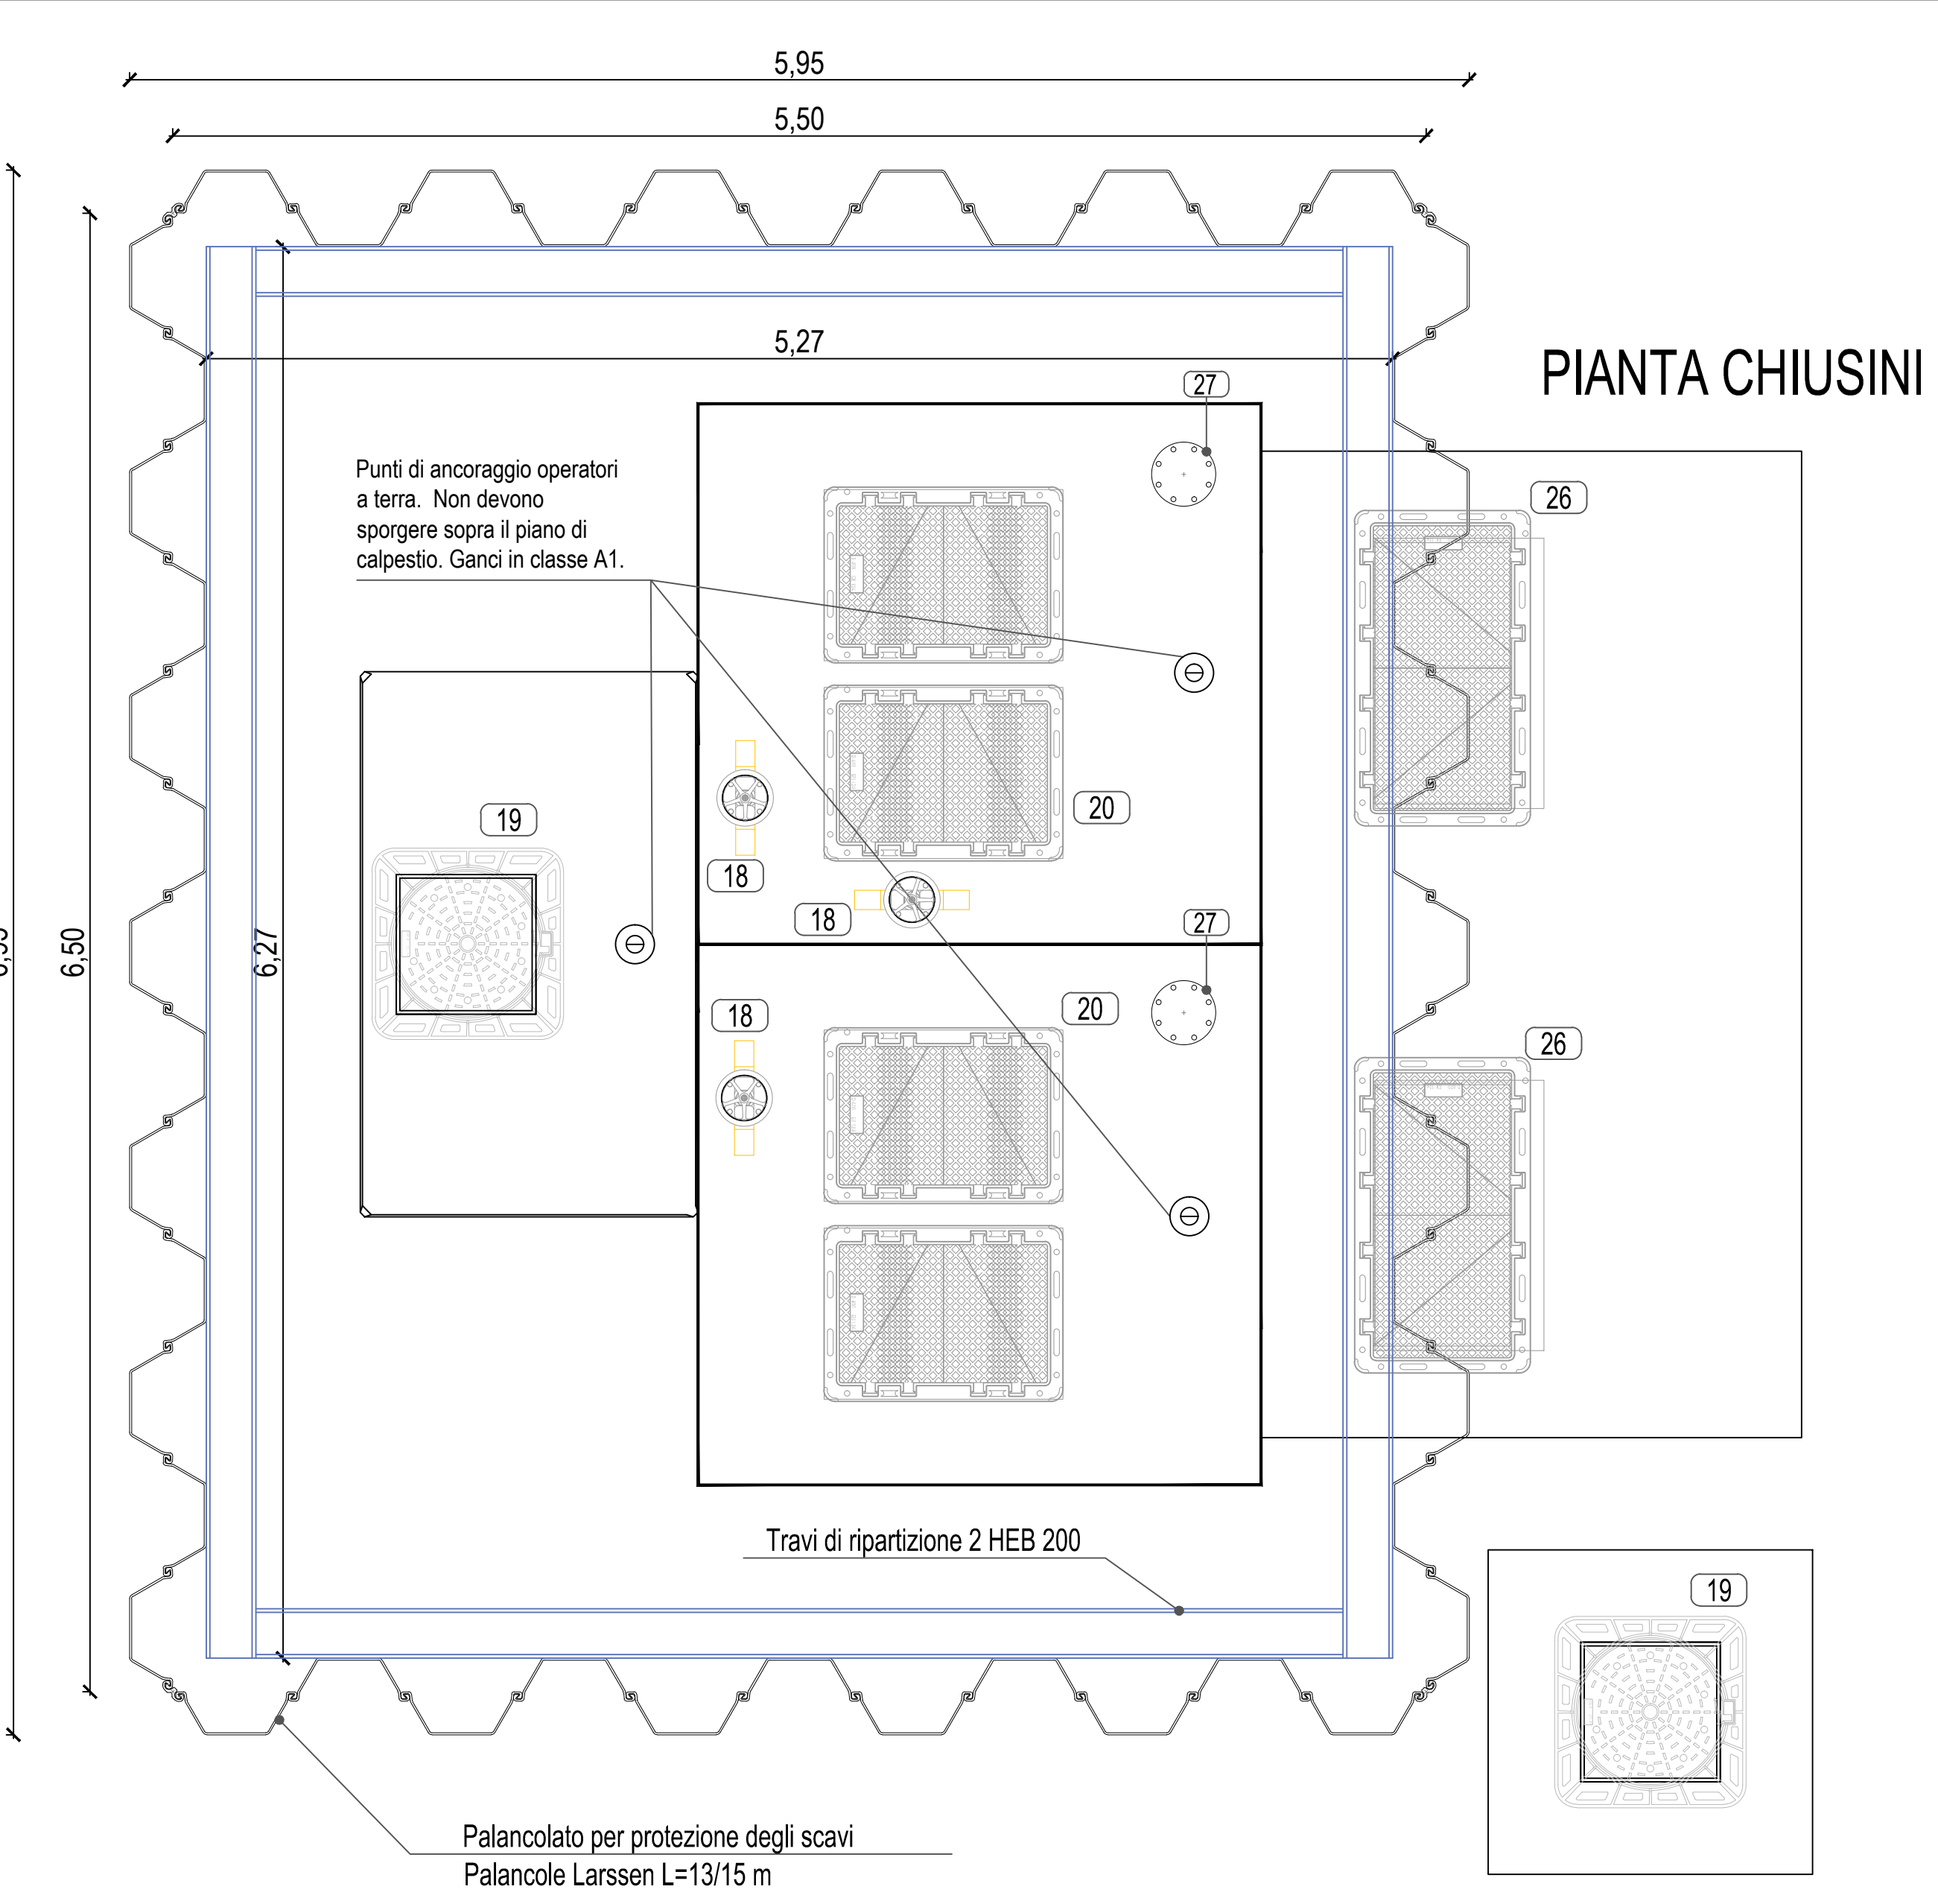 5,95
5,50
5,27
PIANTA CHIUSINI
27
Punti di ancoraggio operatori
a terra. Non devono
sporgere sopra il piano di
calpestio. Ganci in classe A1.
26
20
19
18
18
27
6,50
6,27
18
20
26
Travi di ripartizione 2 HEB 200
19
Palancolato per protezione degli scavi
Palancole Larssen L=13/15 m